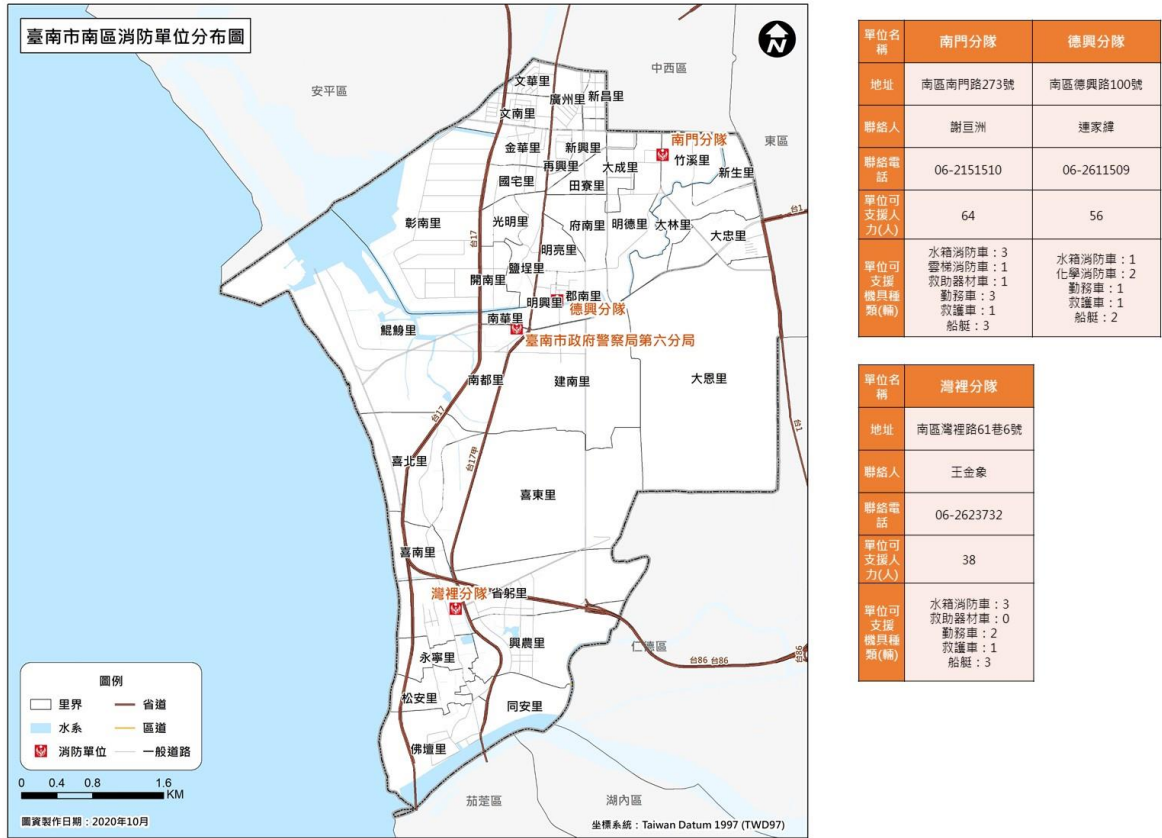 臺南市南區消防單位分布圖
N
中西區
安平區
東區
文華里
廣州里
新昌里
文南里
南門分隊
金華里
新興里
竹溪里
再興里
大成里
新生里
國宅里
田寮里
彰南里
光明里
府南里
明德里
大林里
大忠里
台1
台17
明亮里
鹽埕里
開南里
明興里
郡南里
德興分隊
南華里
鯤鯓里
臺南市政府警察局第六分局
南都里
建南里
大恩里
台17
台1
台17甲
喜北里
喜東里
喜南里
灣裡分隊
省躬里
興農里
仁德區
永寧里
台86
台86
台86
松安里
同安里
佛壇里
茄萣區
湖內區
圖例
里界
省道
水系
區道
消防單位
一般道路
0 0.4 0.8 1.6
KM
圖資製作日期：2020年10月
坐標系統：Taiwan Datum 1997 (TWD97)
單位名稱 南門分隊 德興分隊
地址 南區南門路273號 南區德興路100號
聯絡人 謝亘洲 連家緯
聯絡電話 06-2151510 06-2611509
單位可支援人力(人) 64 56
單位可支援機具種類(輛)
水箱消防車：3
雲梯消防車：1
救助器材車：1
勤務車：3
救護車：1
船艇：3
水箱消防車：1
化學消防車：2
勤務車：1
救護車：1
船艇：2
單位名稱 灣裡分隊
地址 南區灣裡路61巷6號
聯絡人 王金象
聯絡電話 06-2623732
單位可支援人力(人) 38
單位可支援機具種類(輛)
水箱消防車：3
救助器材車：0
勤務車：2
救護車：1
船艇：3